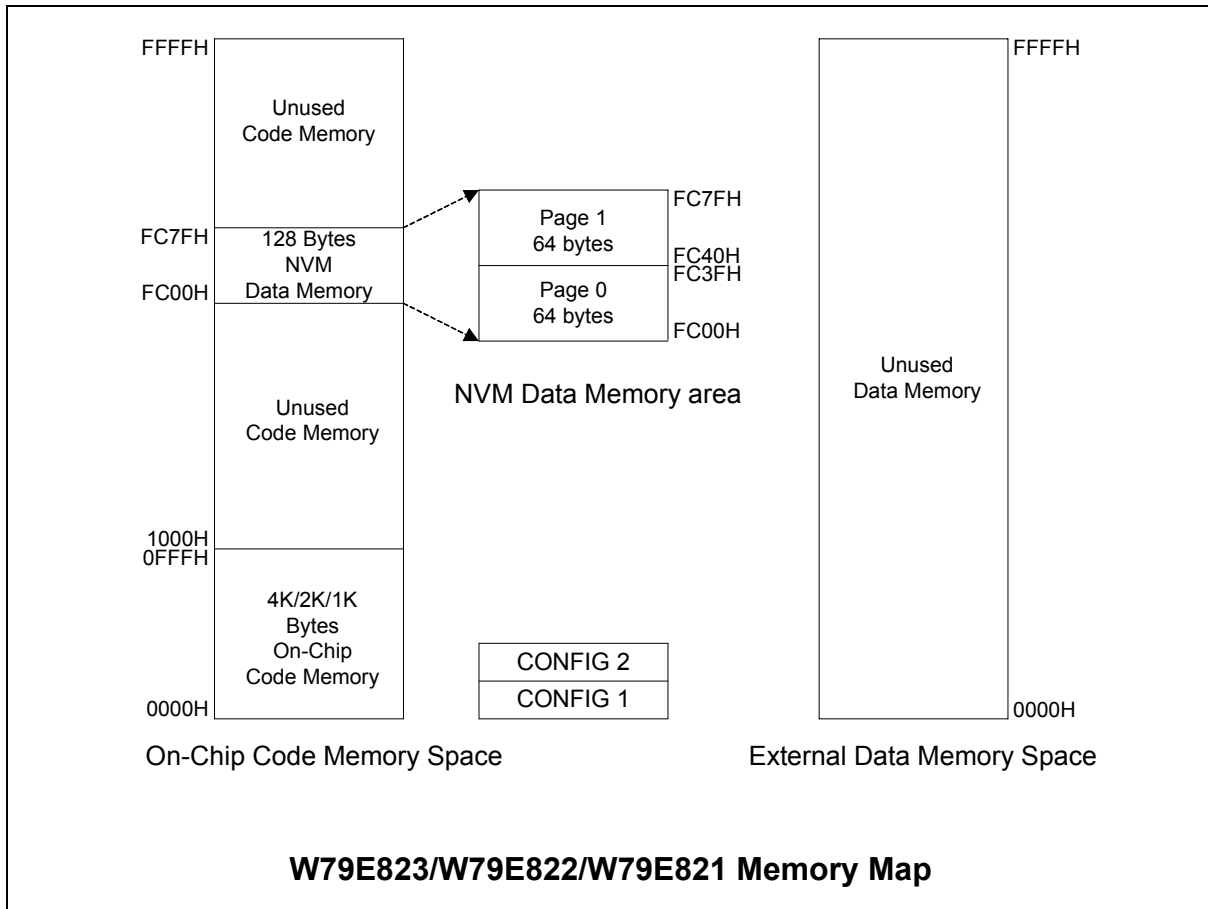 FFFFH
Unused
Code Memory
FC7FH
128 Bytes
NVM
Data Memory
FC00H
Unused
Code Memory
1000H
0FFFH
4K/2K/1K
Bytes
On-Chip
Code Memory
0000H
On-Chip Code Memory Space
FC7FH
Page 1
64 bytes
FC40H
FC3FH
Page 0
64 bytes
FC00H
NVM Data Memory area
CONFIG 2
CONFIG 1
FFFFH
Unused
Data Memory
0000H
External Data Memory Space
W79E823/W79E822/W79E821 Memory Map